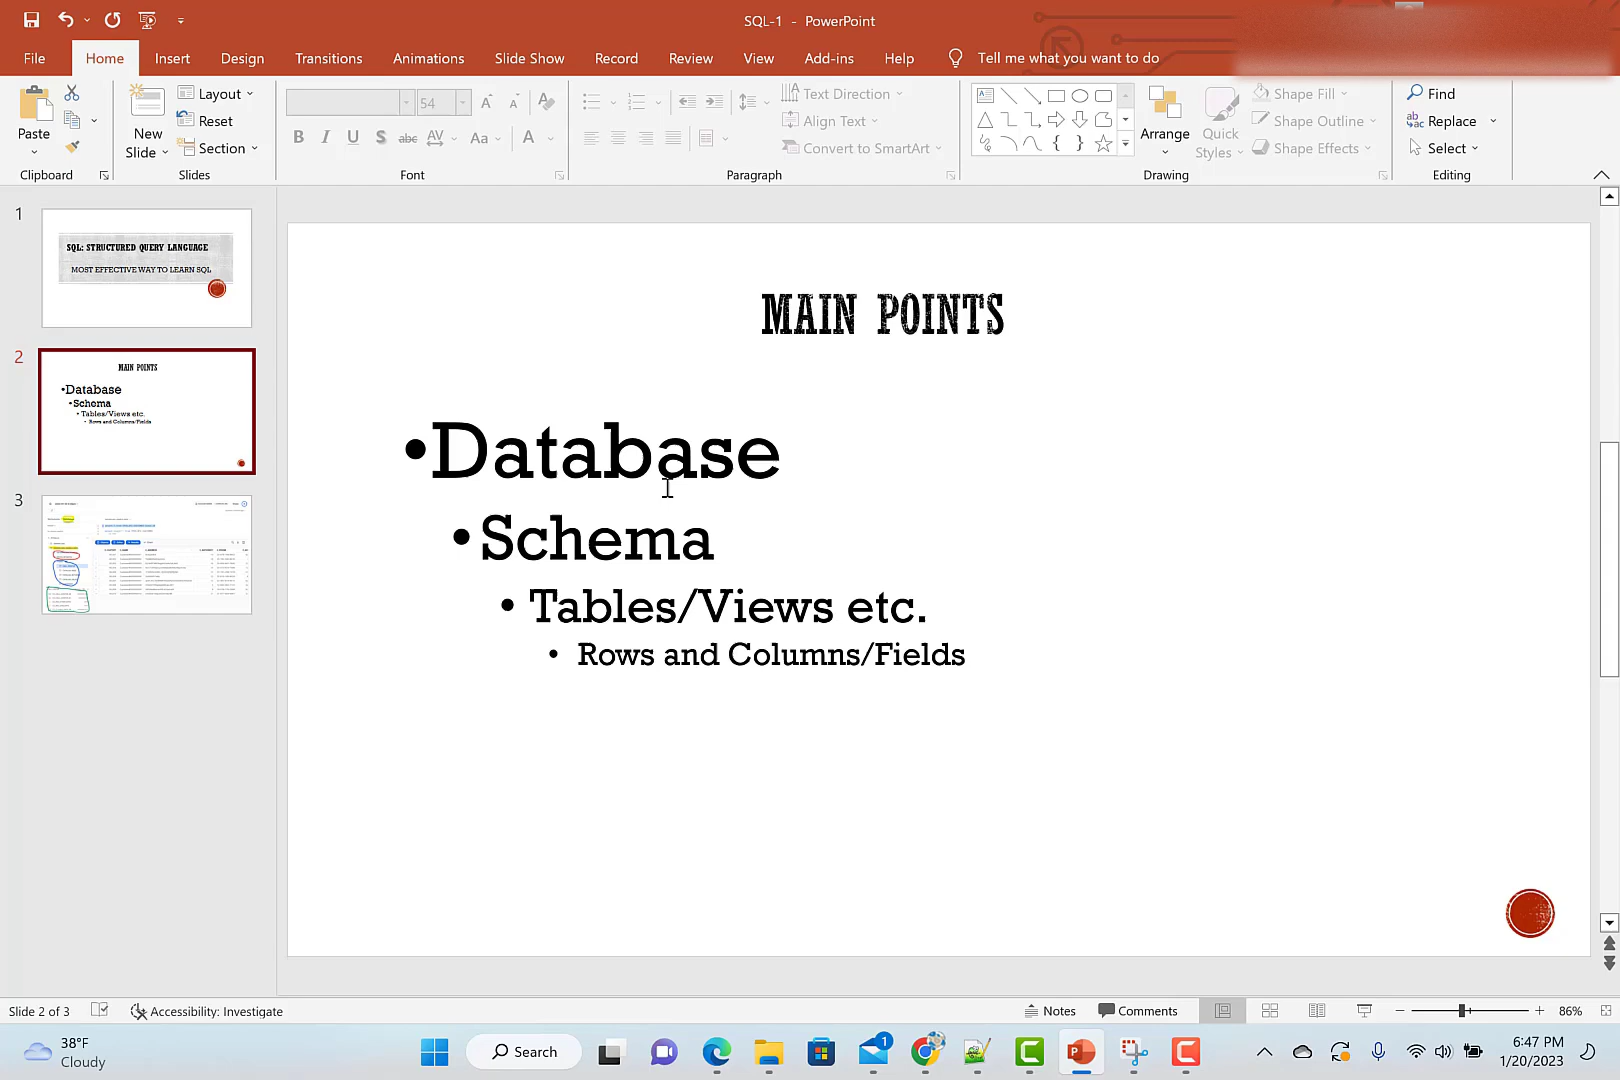 SQL-1 - PowerPoint
File Home Insert Design Transitions Animations Slide Show Record Review View Add-ins Help Tell me what you want to do
Paste
Clipboard
New Slide
Layout
Reset
Section
Slides
54
B I U S abc AV Aa A
Font
Text Direction
Align Text
Convert to SmartArt
Paragraph
Arrange
Quick Styles
Shape Fill
Shape Outline
Shape Effects
Drawing
Find
Replace
Select
Editing
1
SQL: STRUCTURED QUERY LANGUAGE
MOST EFFECTIVE WAY TO LEARN SQL
2
MAIN POINTS
•Database
•Schema
•Tables/Views etc.
•Rows and Columns/Fields
3
MAIN POINTS
•Database
•Schema
•Tables/Views etc.
•Rows and Columns/Fields
Slide 2 of 3 Accessibility: Investigate Notes Comments 86%
38°F
Cloudy
Search
1
6:47 PM
1/20/2023